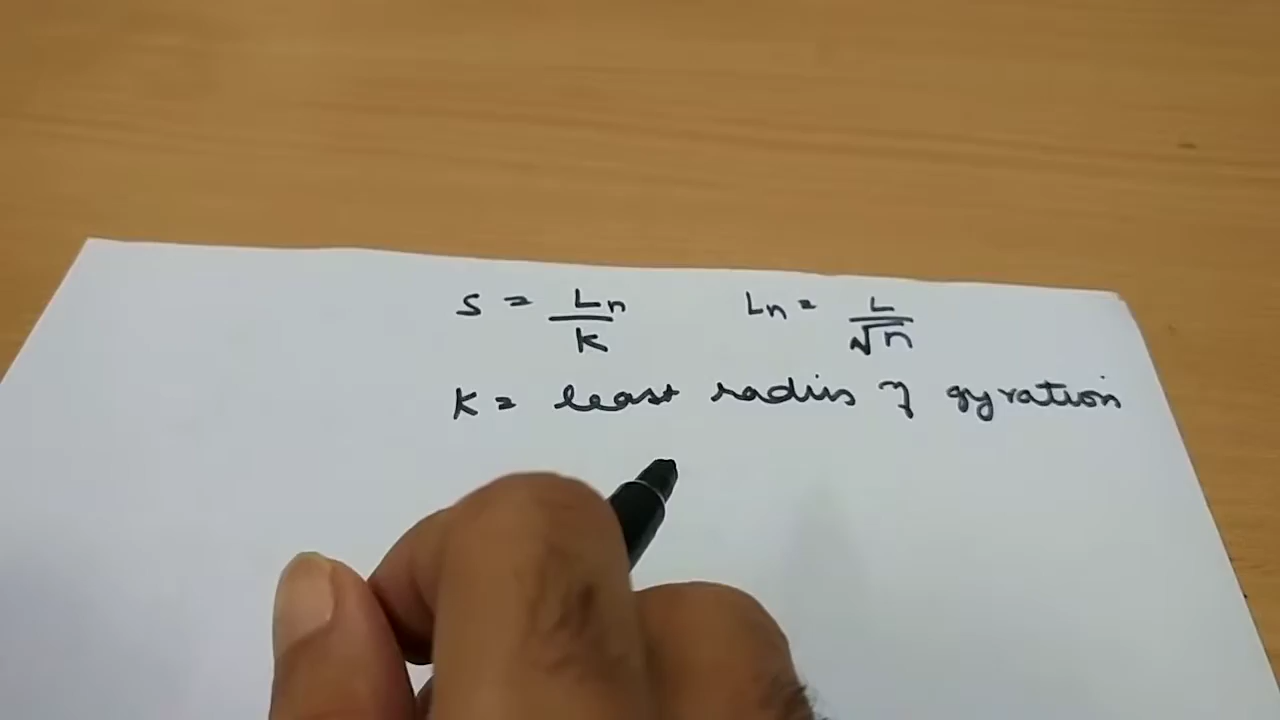 S = Ln/K Ln = L/√n
K = least radius of gyration